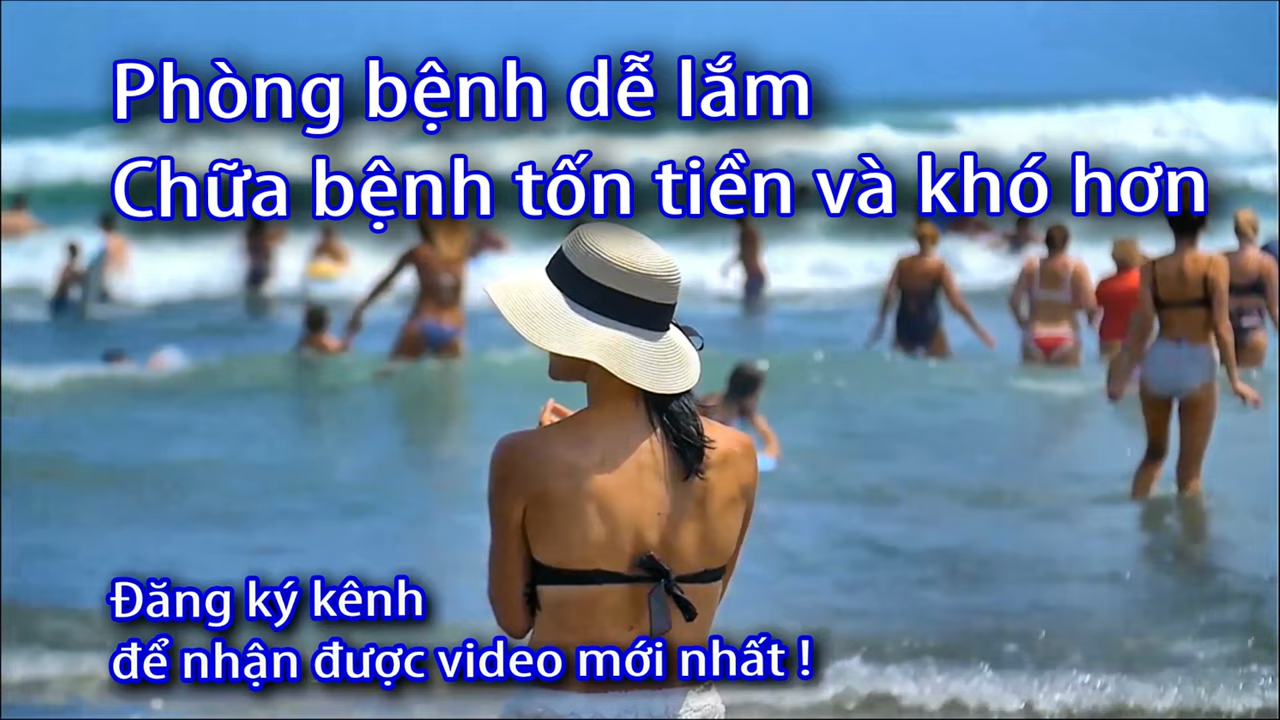 Phòng bệnh dễ lắm
Chữa bệnh tốn tiền và khó hơn
Đăng ký kênh
để nhận được video mới nhất !